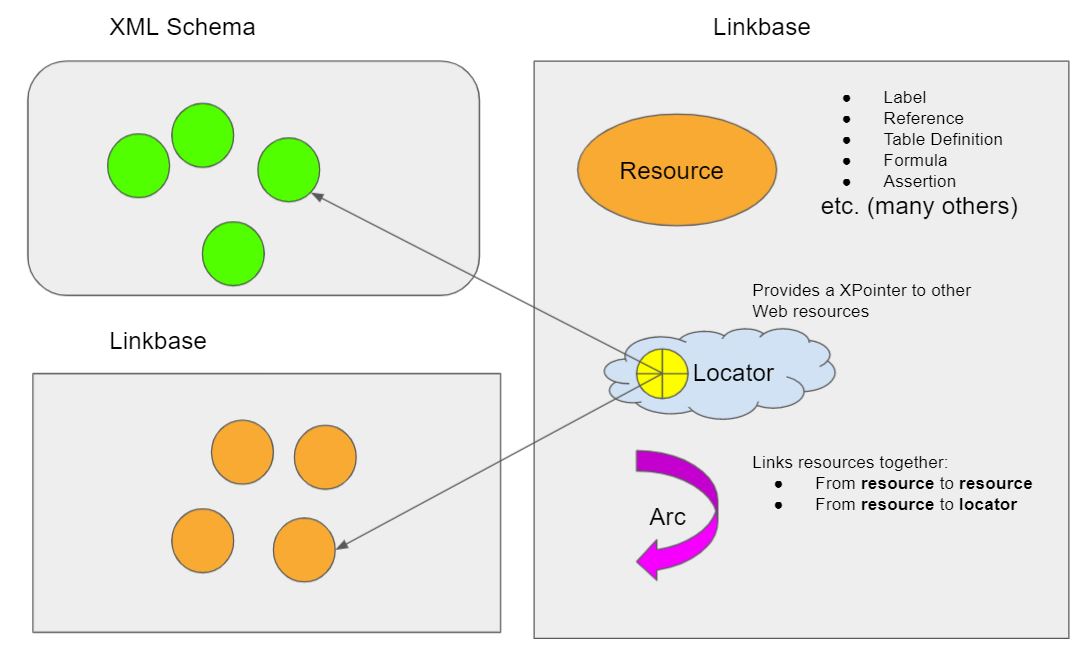 XML Schema
Linkbase
Linkbase
Resource
● Label
● Reference
● Table Definition
● Formula
● Assertion
etc. (many others)
Provides a XPointer to other
Web resources
Locator
Arc
Links resources together:
● From resource to resource
● From resource to locator